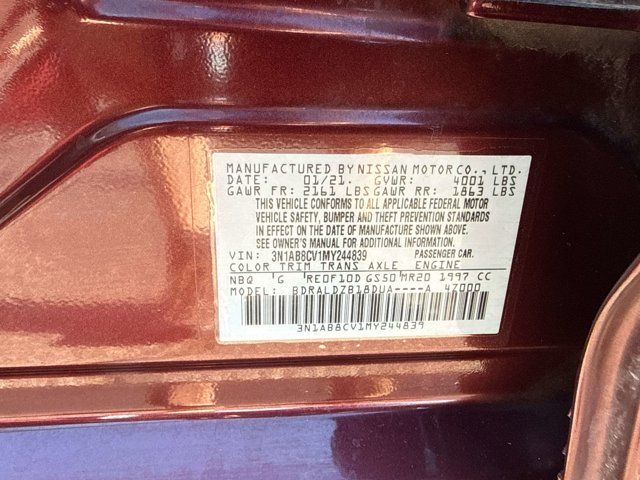 MANUFACTURED BY NISSAN MOTOR CO., LTD.
DATE: 01/21. GVWR: 4001 LBS
GAWR FR: 2161 LBS GAWR RR: 1863 LBS
THIS VEHICLE CONFORMS TO ALL APPLICABLE FEDERAL MOTOR
VEHICLE SAFETY, BUMPER AND THEFT PREVENTION STANDARDS
IN EFFECT ON THE DATE OF MANUFACTURE SHOWN ABOVE.
SEE OWNER'S MANUAL FOR ADDITIONAL INFORMATION.
VIN: 3N1AB8CV1MY244839 PASSENGER CAR.
COLOR TRIM TRANS AXLE ENGINE
NBQ 'G 'RE0F10D GS50 MR20 1997 CC
MODEL: BDRALDZB18DUA----A 47000
3N1AB8CV1MY244839